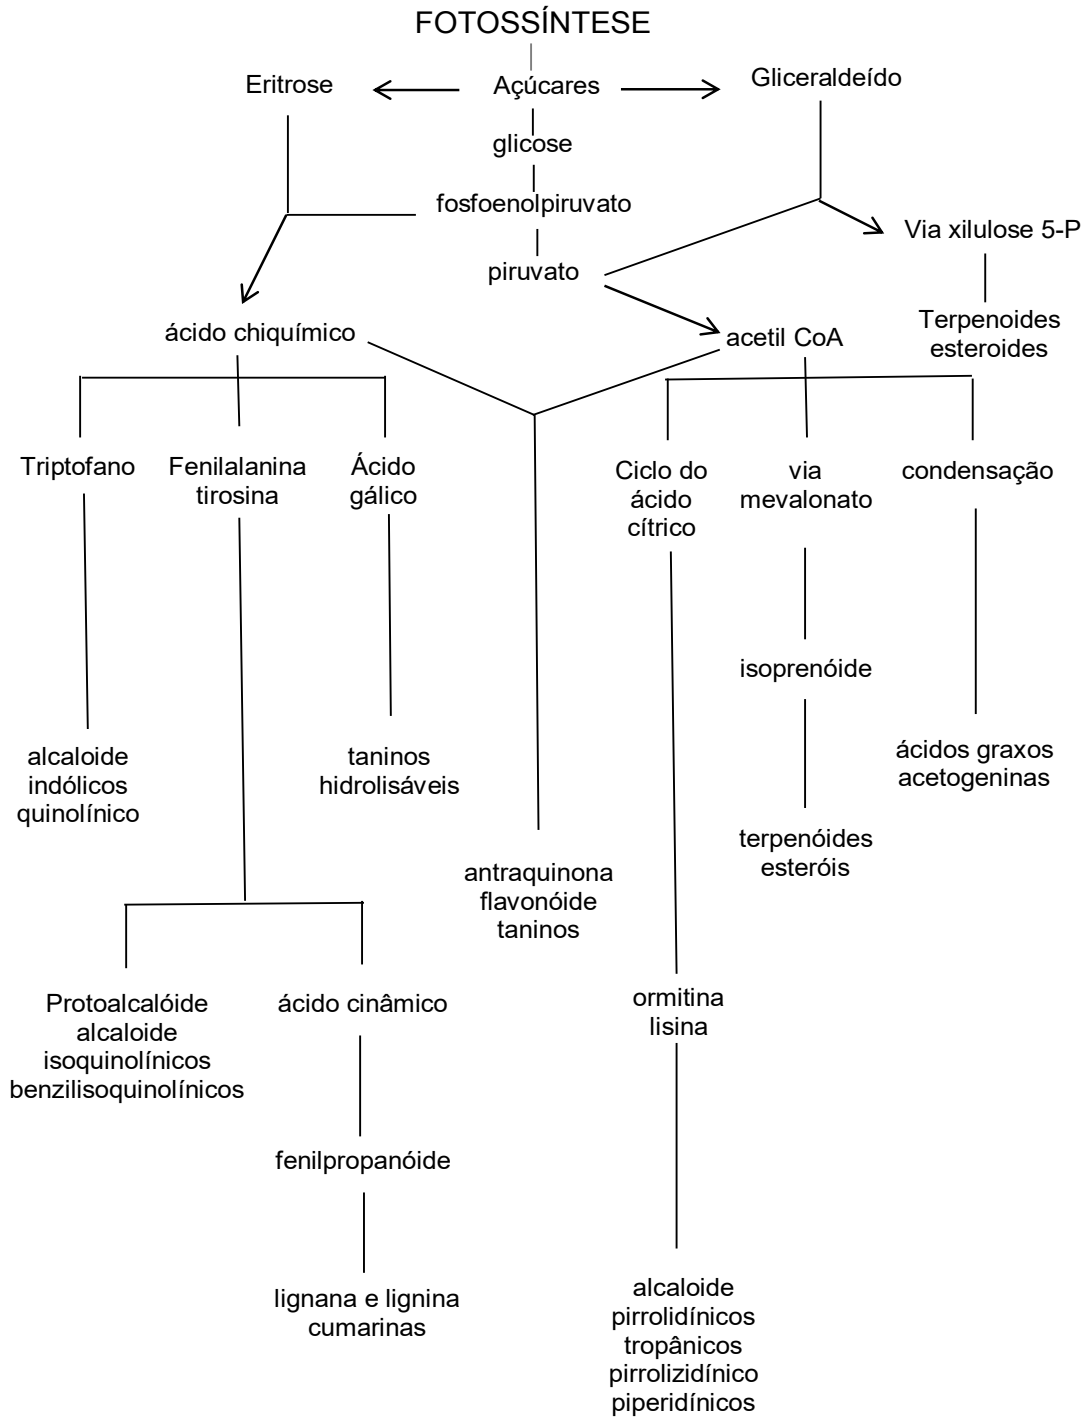 FOTOSSÍNTESE
Eritrose
Açúcares
Gliceraldeído
glicose
fosfoenolpiruvato
Via xilulose 5-P
piruvato
Terpenoides
esteroides
ácido chiquímico
acetil CoA
Triptofano
Fenilalanina
tirosina
Ácido
gálico
Ciclo do
ácido
cítrico
via
mevalonato
condensação
isoprenóide
alcaloide
indólicos
quinolínico
taninos
hidrolisáveis
ácidos graxos
acetogeninas
terpenóides
esteróis
antraquinona
flavonóide
taninos
Protoalcalóide
alcaloide
isoquinolínicos
benzilisoquinolínicos
ácido cinâmico
ormitina
lisina
fenilpropanóide
lignana e lignina
cumarinas
alcaloide
pirrolidínicos
tropânicos
pirrolizidínico
piperidínicos